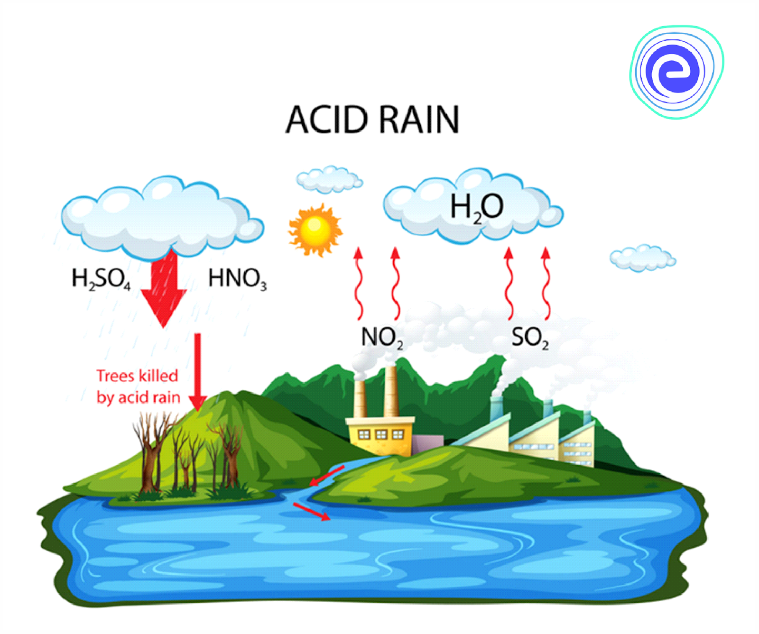 ACID RAIN
H₂O
H₂SO₄
HNO₃
NO₂
SO₂
Trees killed
by acid rain